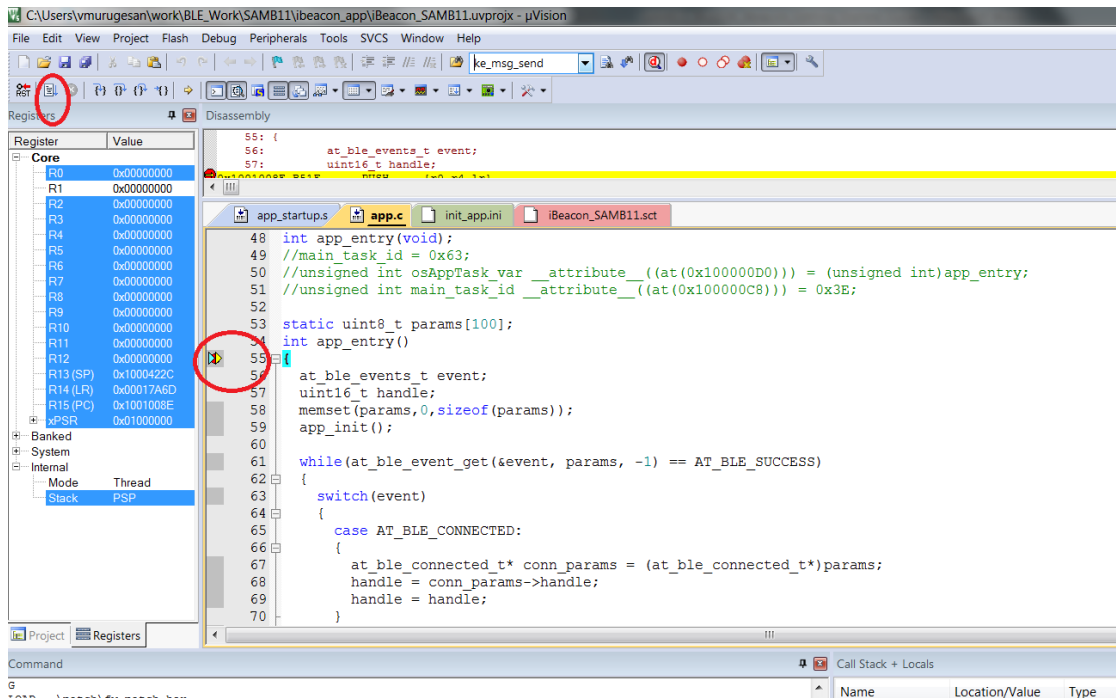 C:\Users\vmurugesan\work\BLE_Work\SAMB11\ibeacon_app\iBeacon_SAMB11.uvprojx - µVision
File Edit View Project Flash Debug Peripherals Tools SVCS Window Help
ke_msg_send
RST
Registers
Register Value
Core
R0 0x00000000
R1 0x00000000
R2 0x00000000
R3 0x00000000
R4 0x00000000
R5 0x00000000
R6 0x00000000
R7 0x00000000
R8 0x00000000
R9 0x00000000
R10 0x00000000
R11 0x00000000
R12 0x00000000
R13 (SP) 0x1000422C
R14 (LR) 0x00017A6D
R15 (PC) 0x1001008E
xPSR 0x01000000
Banked
System
Internal
Mode Thread
Stack PSP
Project Registers
Disassembly
55: {
56: at_ble_events_t event;
57: uint16_t handle;
0x1001008E B51F PUSH {r0-r4,lr}
app_startup.s app.c init_app.ini iBeacon_SAMB11.sct
48 int app_entry(void);
49 //main_task_id = 0x63;
50 //unsigned int osAppTask_var __attribute__((at(0x100000D0))) = (unsigned int)app_entry;
51 //unsigned int main_task_id __attribute__((at(0x100000C8))) = 0x3E;
52
53 static uint8_t params[100];
54 int app_entry()
55 {
56 at_ble_events_t event;
57 uint16_t handle;
58 memset(params,0,sizeof(params));
59 app_init();
60
61 while(at_ble_event_get(&event, params, -1) == AT_BLE_SUCCESS)
62 {
63 switch(event)
64 {
65 case AT_BLE_CONNECTED:
66 {
67 at_ble_connected_t* conn_params = (at_ble_connected_t*)params;
68 handle = conn_params->handle;
69 handle = handle;
70 }
Command
G
Call Stack + Locals
Name Location/Value Type